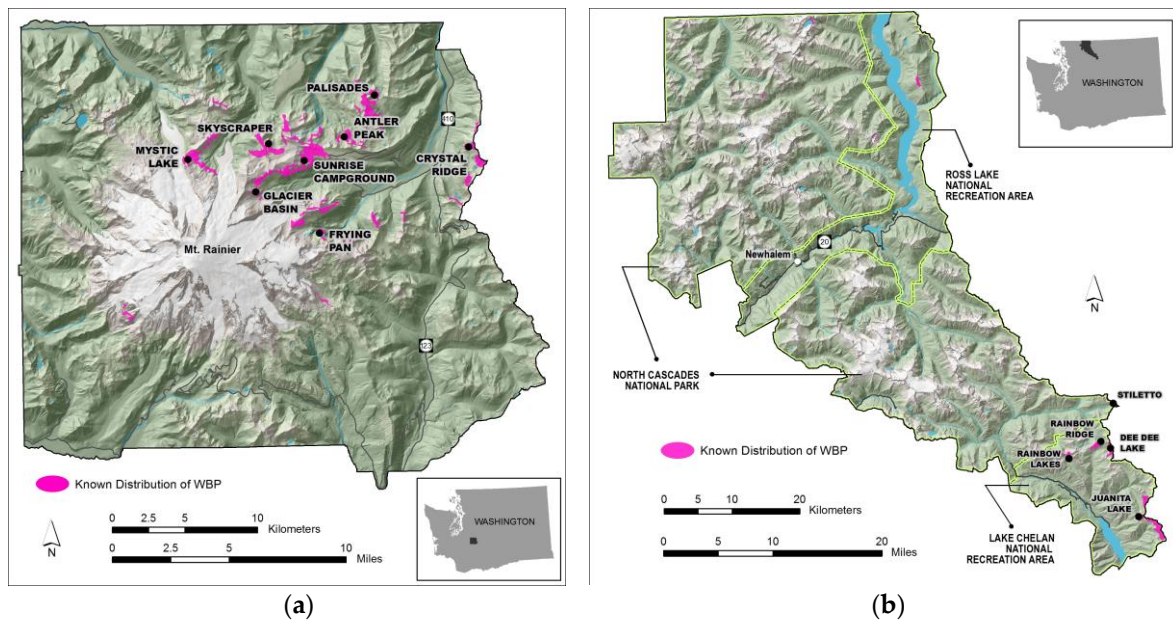 PALISADES
410
ANTLER
PEAK
SKYSCRAPER
MYSTIC
LAKE
CRYSTAL
RIDGE
SUNRISE
CAMPGROUND
GLACIER
BASIN
FRYING
PAN
Mt. Rainier
123
Known Distribution of WBP
0 2.5 5 10
Kilometers
0 2.5 5 10
Miles
N
WASHINGTON
(a)
WASHINGTON
ROSS LAKE
NATIONAL
RECREATION AREA
20
Newhalem
N
NORTH CASCADES
NATIONAL PARK
STILETTO
RAINBOW
RIDGE
DEE DEE
LAKE
RAINBOW
LAKES
Known Distribution of WBP
JUANITA
LAKE
0 5 10 20
Kilometers
LAKE CHELAN
NATIONAL
RECREATION AREA
0 5 10 20
Miles
(b)